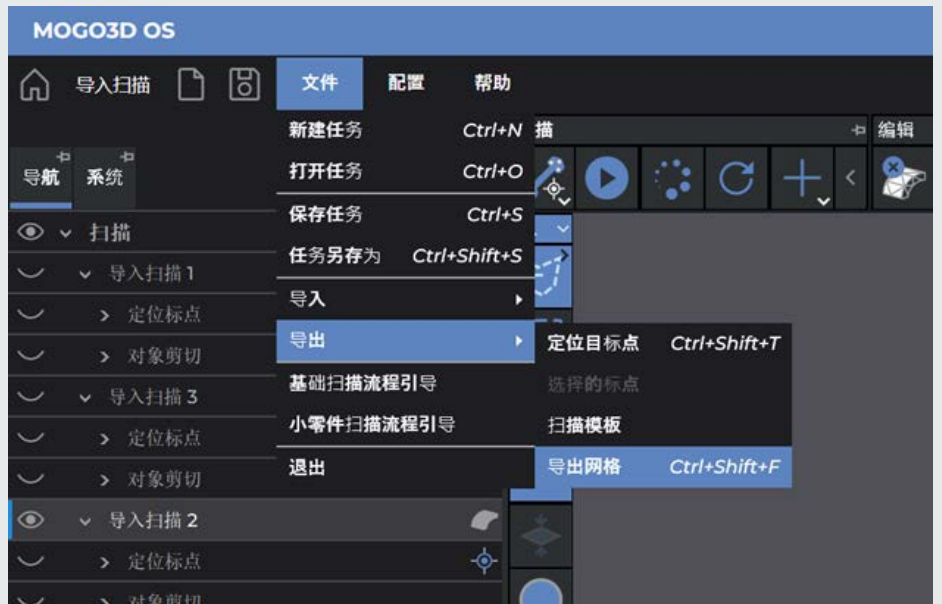 MOGO3D OS
导入扫描 文件 配置 帮助
新建任务 Ctrl+N
打开任务 Ctrl+O
保存任务 Ctrl+S
任务另存为 Ctrl+Shift+S
导入
导出
基础扫描流程引导
小零件扫描流程引导
退出
定位目标点 Ctrl+Shift+T
选择的标点
扫描模板
导出网格 Ctrl+Shift+F
描 编辑
导航 系统
扫描
导入扫描 1
定位标点
对象剪切
导入扫描 3
定位标点
对象剪切
导入扫描 2
定位标点
对象剪切